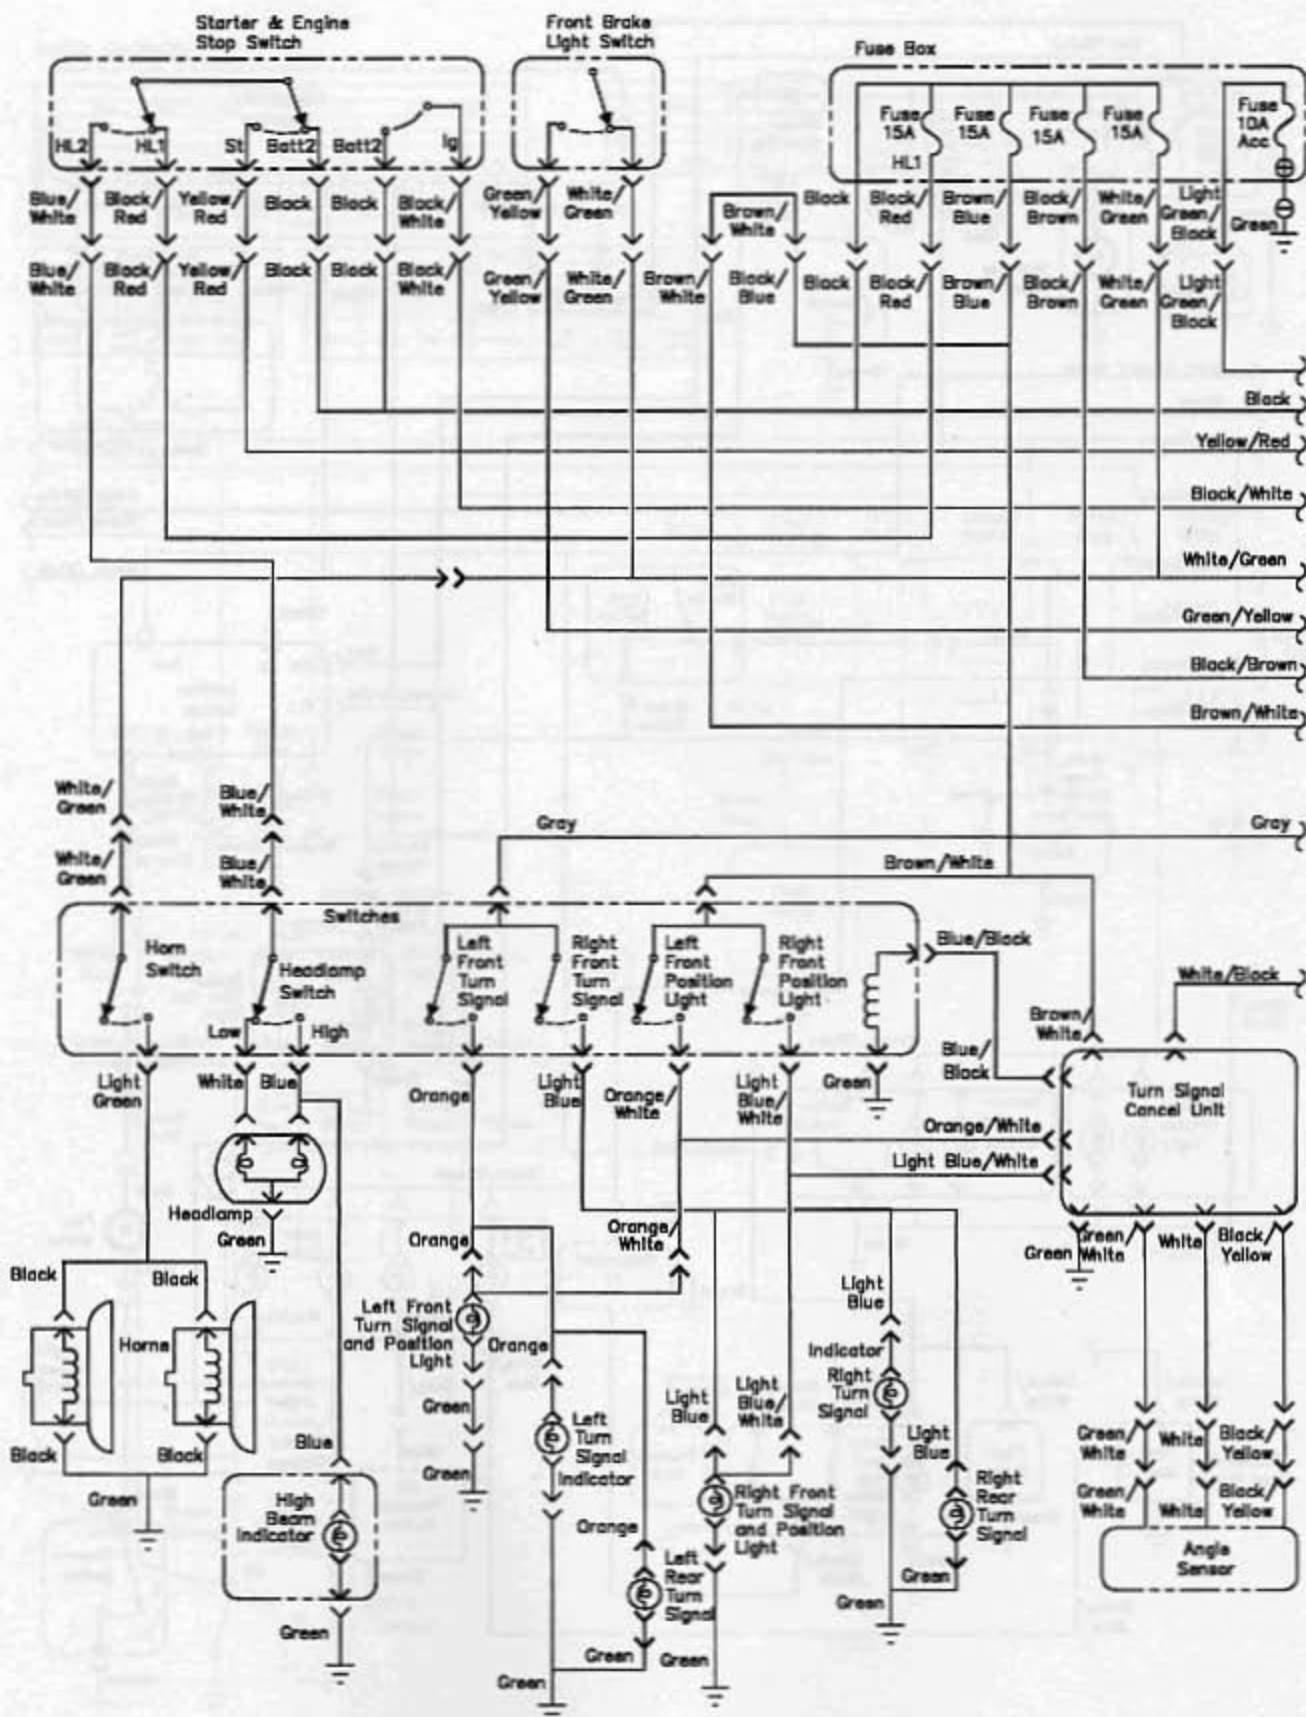 Starter & Engine
Stop Switch
Front Brake
Light Switch
Fuse Box
HL2
HL1
St
Batt2
Batt2
Ig
Fuse
15A
HL1
Fuse
15A
Fuse
15A
Fuse
15A
Fuse
10A
Acc
Blue/
White
Black/
Red
Yellow/
Red
Black
Black
Black/
White
Green/
Yellow
White/
Green
Brown/
White
Black
Black/
Red
Brown/
Blue
Black/
Brown
White/
Green
Light
Green/
Black
Green
Blue/
White
Black/
Red
Yellow/
Red
Black
Black
Black/
White
Green/
Yellow
White/
Green
Brown/
White
Black/
Blue
Black
Black/
Red
Brown/
Blue
Black/
Brown
White/
Green
Light
Green/
Black
Black
Yellow/Red
Black/White
White/Green
Green/Yellow
Black/Brown
Brown/White
White/
Green
Blue/
White
Gray
Gray
White/
Green
Blue/
White
Brown/White
Switches
Horn
Switch
Headlamp
Switch
Low
High
Left
Front
Turn
Signal
Right
Front
Turn
Signal
Left
Front
Position
Light
Right
Front
Position
Light
Blue/Black
White/Black
Brown/
White
Blue/
Black
Light
Green
White
Blue
Orange
Light
Blue
Orange/
White
Light
Blue/
White
Green
Turn Signal
Cancel Unit
Orange/White
Light Blue/White
Headlamp
Green
Orange
Orange/
White
Green
Green/
White
White
Black/
Yellow
Black
Black
Horns
Left Front
Turn Signal
and Position
Light
Orange
Light
Blue
Indicator
Right
Turn
Signal
Green
Light
Blue
Light
Blue/
White
Light
Blue
Black
Black
Green
Blue
High
Beam
Indicator
Green
Green
Left
Turn
Signal
Indicator
Orange
Left
Rear
Turn
Signal
Green
Green
Right Front
Turn Signal
and Position
Light
Green
Right
Rear
Turn
Signal
Green
Green
Green/
White
White
Black/
Yellow
Green/
White
White
Black/
Yellow
Angle
Sensor